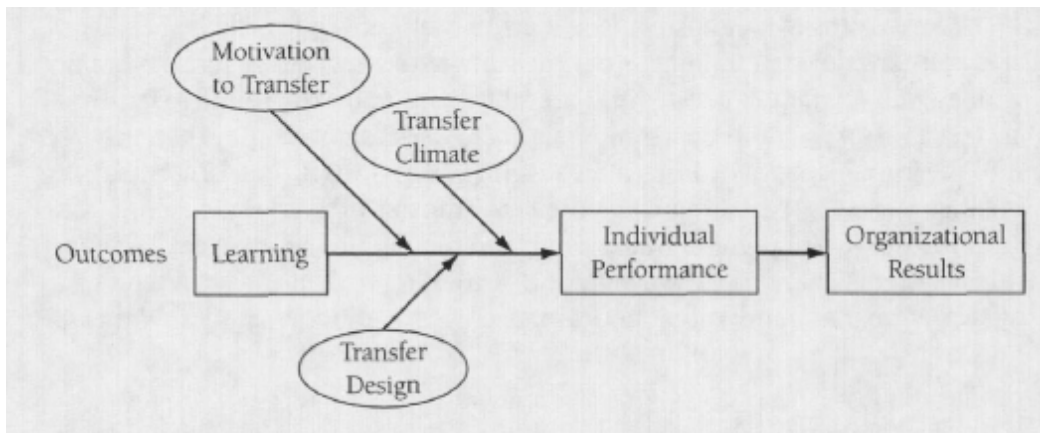 Motivation
to Transfer
Transfer
Climate
Outcomes
Learning
Individual
Performance
Organizational
Results
Transfer
Design